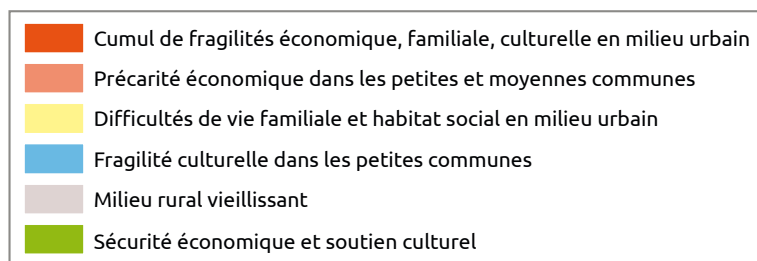 Cumul de fragilités économique, familiale, culturelle en milieu urbain
Précarité économique dans les petites et moyennes communes
Difficultés de vie familiale et habitat social en milieu urbain
Fragilité culturelle dans les petites communes
Milieu rural vieillissant
Sécurité économique et soutien culturel